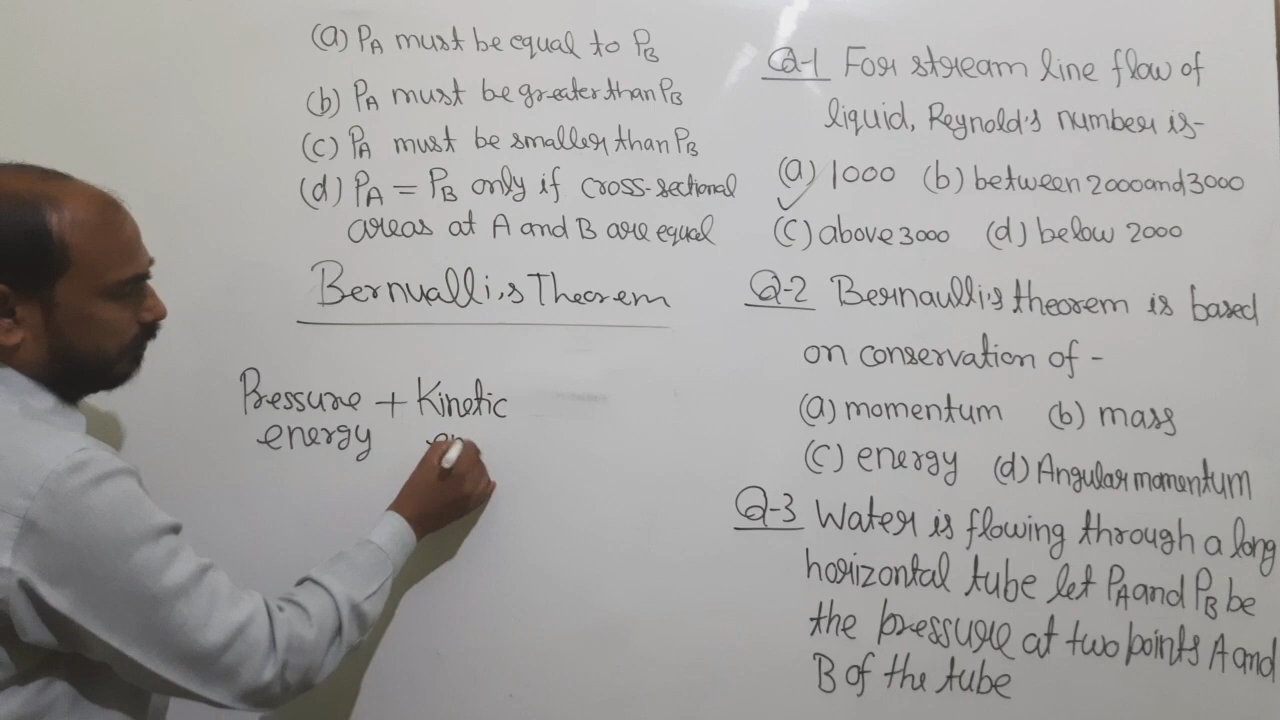 (a) PA must be equal to PB
(b) PA must be greater than PB
(c) PA must be smaller than PB
(d) PA = PB only if cross-sectional
areas at A and B are equal
Bernualli,s Theorem
Pressure + Kinetic
energy en
Q-1 For stream line flow of
liquid, Reynold's number is-
(a) 1000 (b) between 2000 and 3000
(c) above 3000 (d) below 2000
Q-2 Bernaulli's theorem is based
on conservation of -
(a) momentum (b) mass
(c) energy (d) Angular momentum
Q-3 Water is flowing through a long
horizontal tube let PA and PB be
the pressure at two points A and
B of the tube